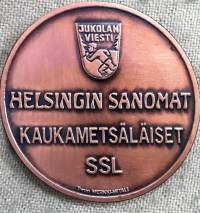 JUKOLAN
VIESTI
HELSINGIN SANOMAT
KAUKAMETSÄLÄISET
SSL